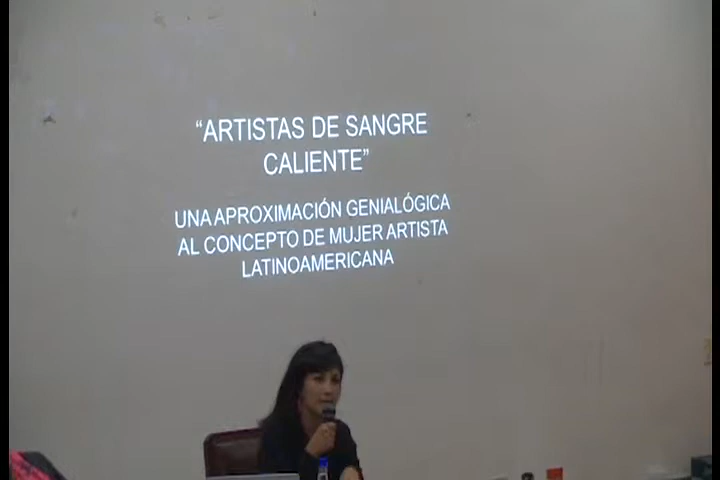 “ARTISTAS DE SANGRE
CALIENTE”
UNA APROXIMACIÓN GENIALÓGICA
AL CONCEPTO DE MUJER ARTISTA
LATINOAMERICANA